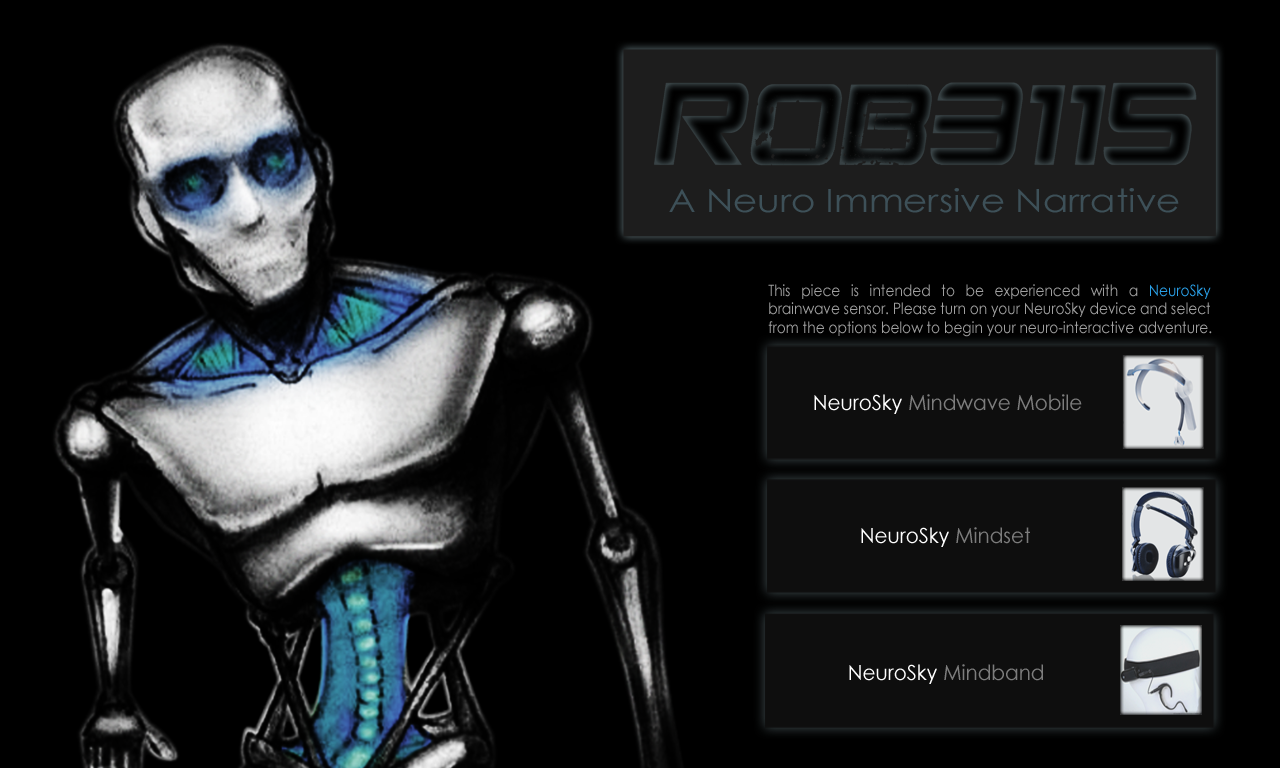 ROB3115
A Neuro Immersive Narrative
This piece is intended to be experienced with a NeuroSky
brainwave sensor. Please turn on your NeuroSky device and select
from the options below to begin your neuro-interactive adventure.
NeuroSky Mindwave Mobile
NeuroSky Mindset
NeuroSky Mindband